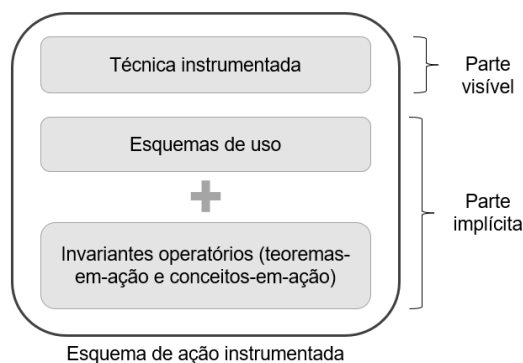 Técnica instrumentada
Parte
visível
Esquemas de uso
Parte
implícita
Invariantes operatórios (teoremas-
em-ação e conceitos-em-ação)
Esquema de ação instrumentada